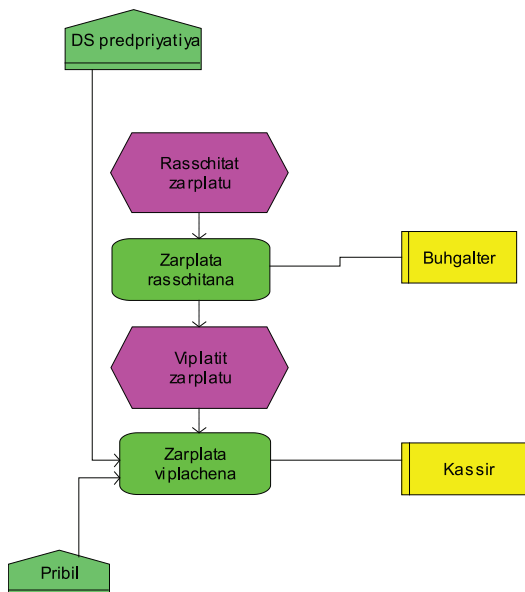 DS predpriyatiya
Rasschitat
zarplatu
Zarplata
rasschitana
Buhgalter
Viplatit
zarplatu
Zarplata
viplachena
Kassir
Pribil